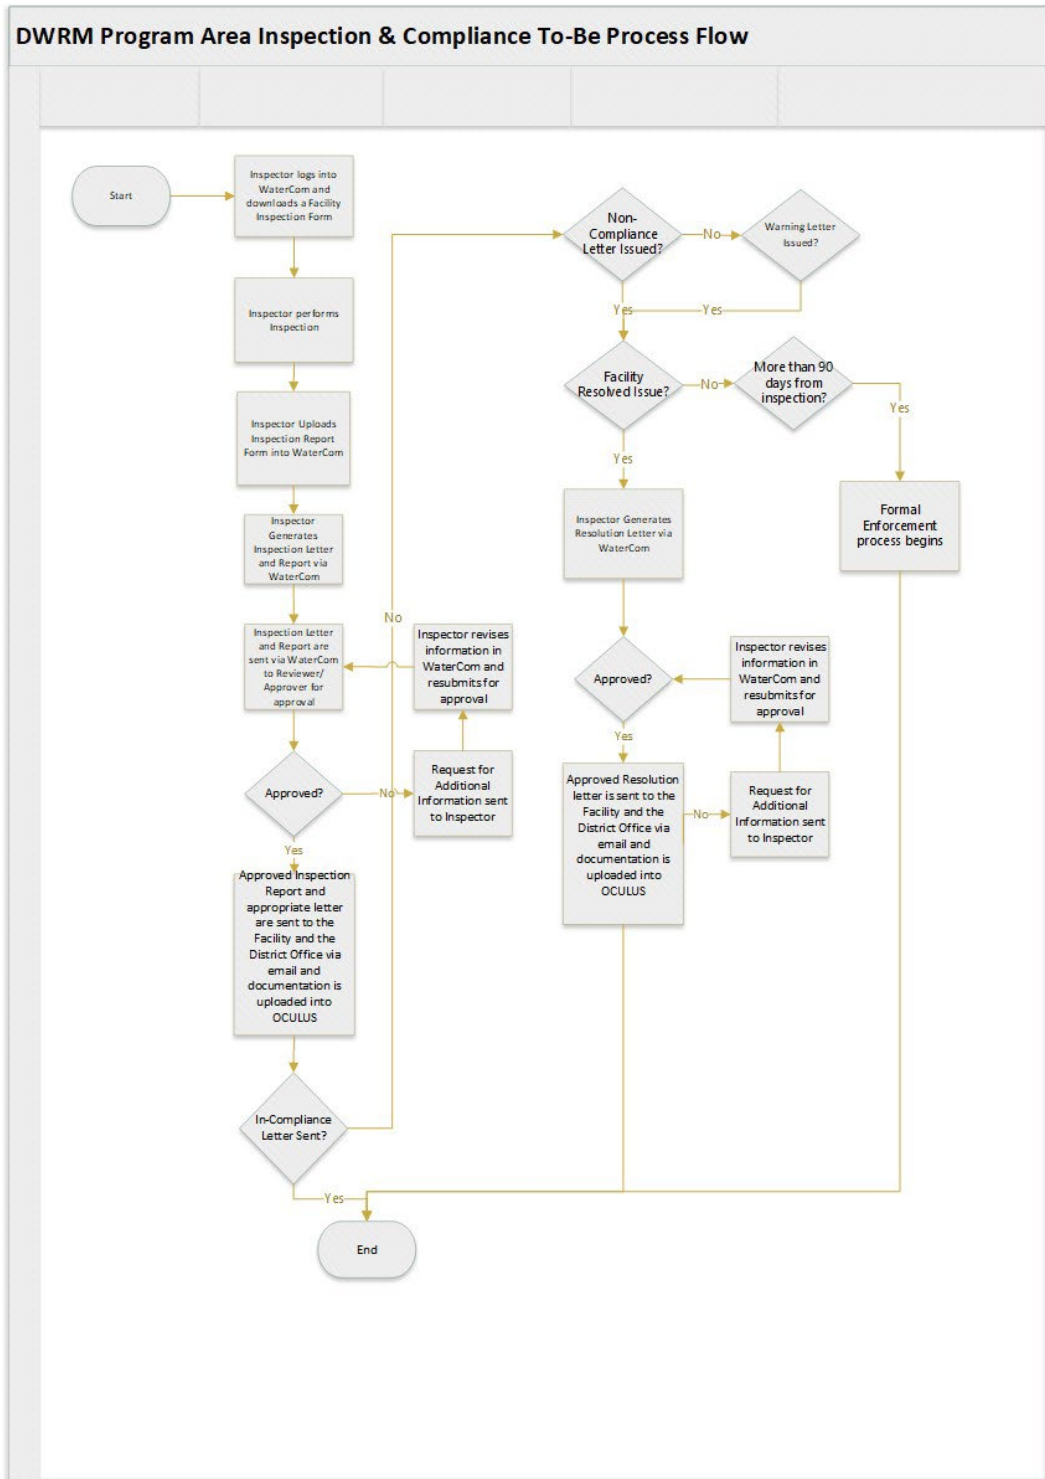 DWRM Program Area Inspection & Compliance To-Be Process Flow
Start
Inspector logs into
WaterCom and
downloads a Facility
Inspection Form
Inspector performs
Inspection
Inspector Uploads
Inspection Report
Form into WaterCom
Inspector
Generates
Inspection Letter
and Report via
WaterCom
Inspection Letter
and Report are
sent via WaterCom
to Reviewer/
Approver for
approval
Approved?
No
Request for
Additional
Information sent
to Inspector
Inspector revises
information in
WaterCom and
resubmits for
approval
Yes
Approved Inspection
Report and
appropriate letter
are sent to the
Facility and the
District Office via
email and
documentation is
uploaded into
OCULUS
In-Compliance
Letter Sent?
Yes
End
No
Non-
Compliance
Letter Issued?
No
Warning Letter
Issued?
Yes
Yes
Facility
Resolved Issue?
No
More than 90
days from
inspection?
Yes
Formal
Enforcement
process begins
Yes
Inspector Generates
Resolution Letter via
WaterCom
Approved?
Yes
Approved Resolution
letter is sent to the
Facility and the
District Office via
email and
documentation is
uploaded into
OCULUS
No
Request for
Additional
Information sent
to Inspector
Inspector revises
information in
WaterCom and
resubmits for
approval